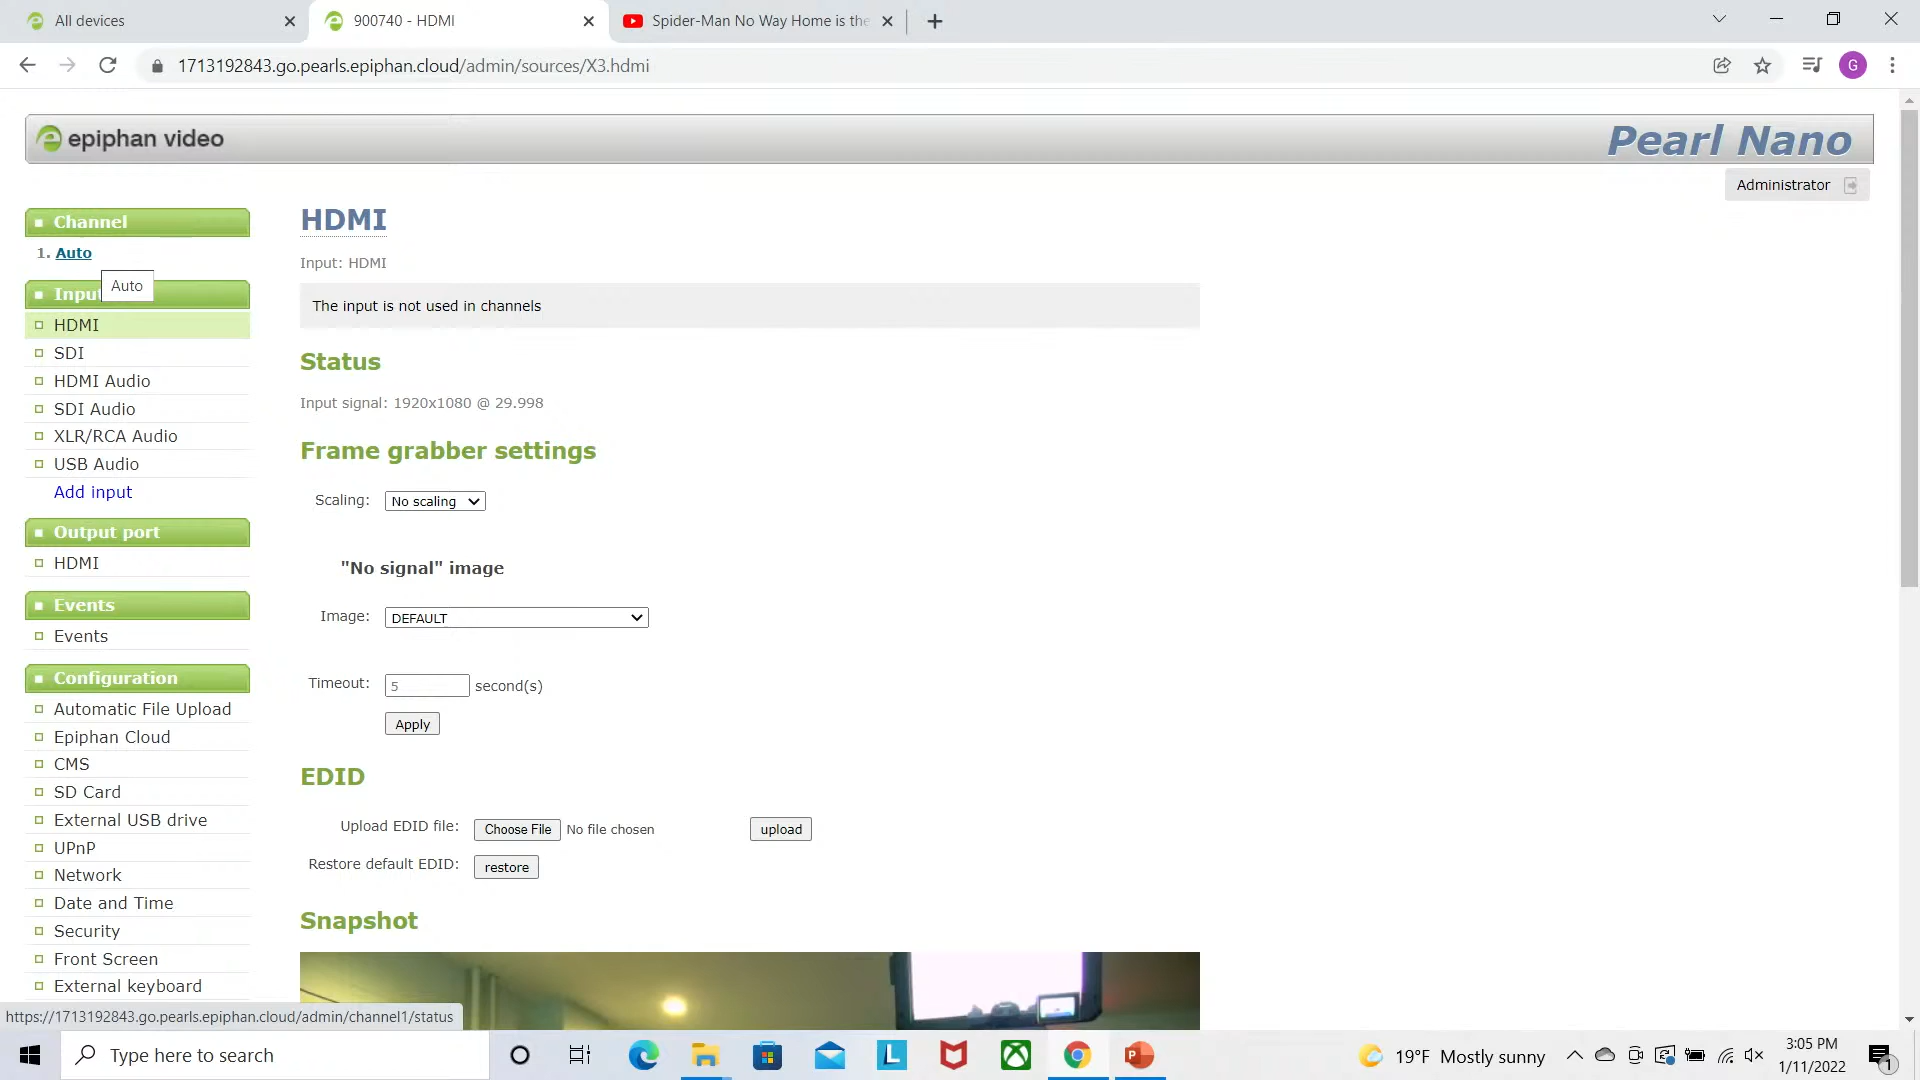 All devices
900740 - HDMI
Spider-Man No Way Home is the
1713192843.go.pearls.epiphan.cloud/admin/sources/X3.hdmi
G
epiphan video
Pearl Nano
Administrator
Channel
1. Auto
Auto
Inpu
HDMI
SDI
HDMI Audio
SDI Audio
XLR/RCA Audio
USB Audio
Add input
Output port
HDMI
Events
Events
Configuration
Automatic File Upload
Epiphan Cloud
CMS
SD Card
External USB drive
UPnP
Network
Date and Time
Security
Front Screen
External keyboard
HDMI
Input: HDMI
The input is not used in channels
Status
Input signal: 1920x1080 @ 29.998
Frame grabber settings
Scaling: No scaling
"No signal" image
Image: DEFAULT
Timeout: 5 second(s)
Apply
EDID
Upload EDID file: Choose File No file chosen upload
Restore default EDID: restore
Snapshot
https://1713192843.go.pearls.epiphan.cloud/admin/channel1/status
Type here to search
L
P
19°F Mostly sunny
3:05 PM
1/11/2022
1